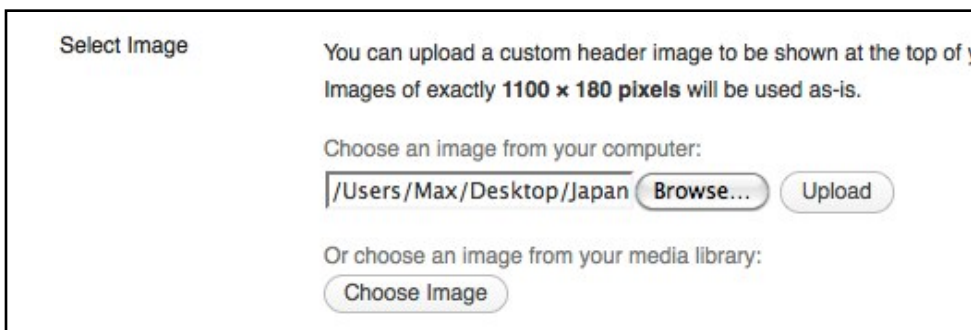 Select Image
You can upload a custom header image to be shown at the top of
Images of exactly 1100 × 180 pixels will be used as-is.
Choose an image from your computer:
/Users/Max/Desktop/Japan Browse... Upload
Or choose an image from your media library:
Choose Image